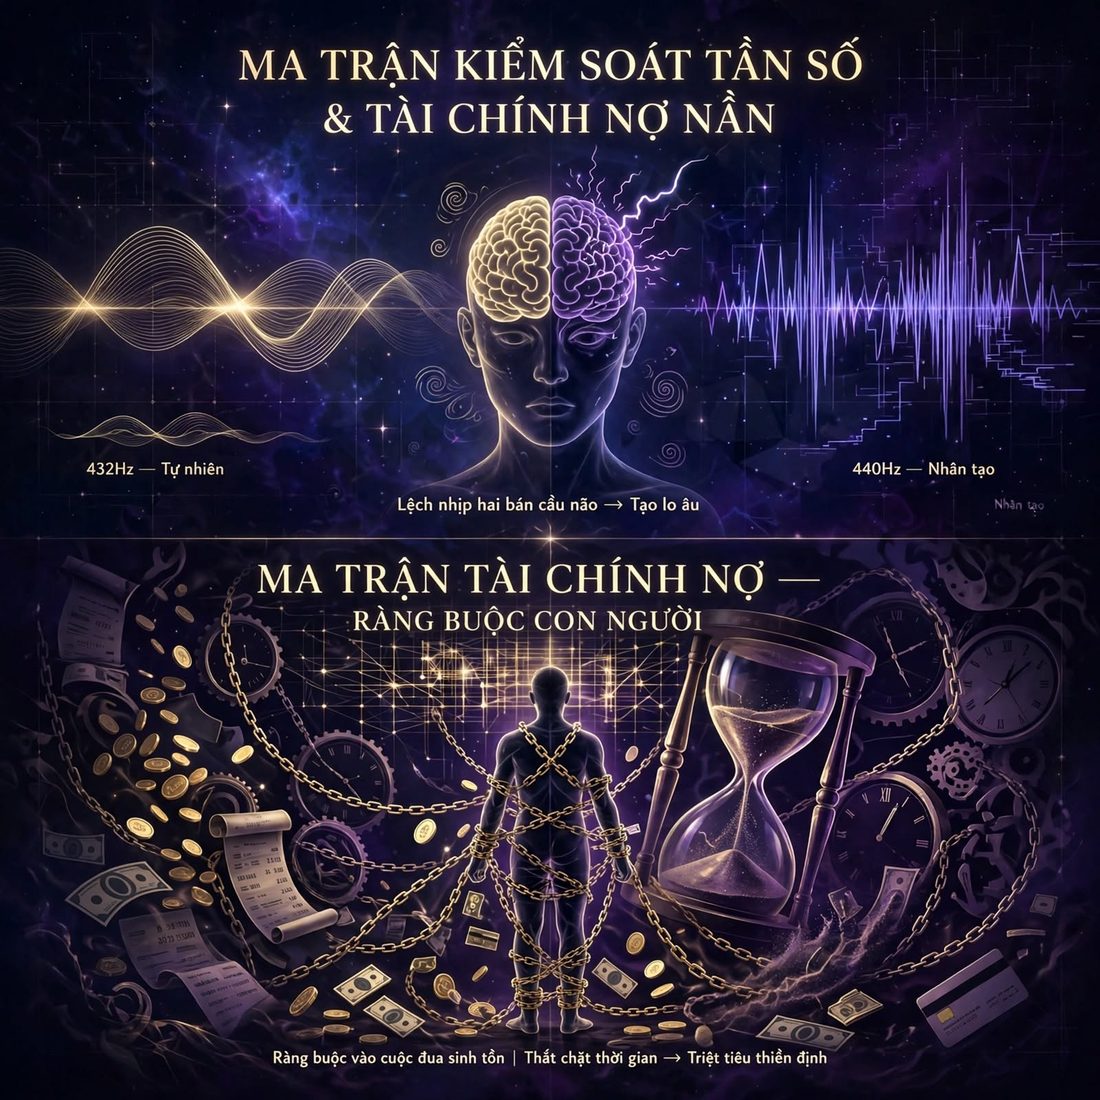 MA TRẬN KIỂM SOÁT TẦN SỐ
& TÀI CHÍNH NỢ NẦN
432Hz — Tự nhiên
440Hz — Nhân tạo
Lệch nhịp hai bán cầu não → Tạo lo âu
Nhân tạo
MA TRẬN TÀI CHÍNH NỢ —
RÀNG BUỘC CON NGƯỜI
XII
Ràng buộc vào cuộc đua sinh tồn | Thắt chặt thời gian → Triệt tiêu thiền định